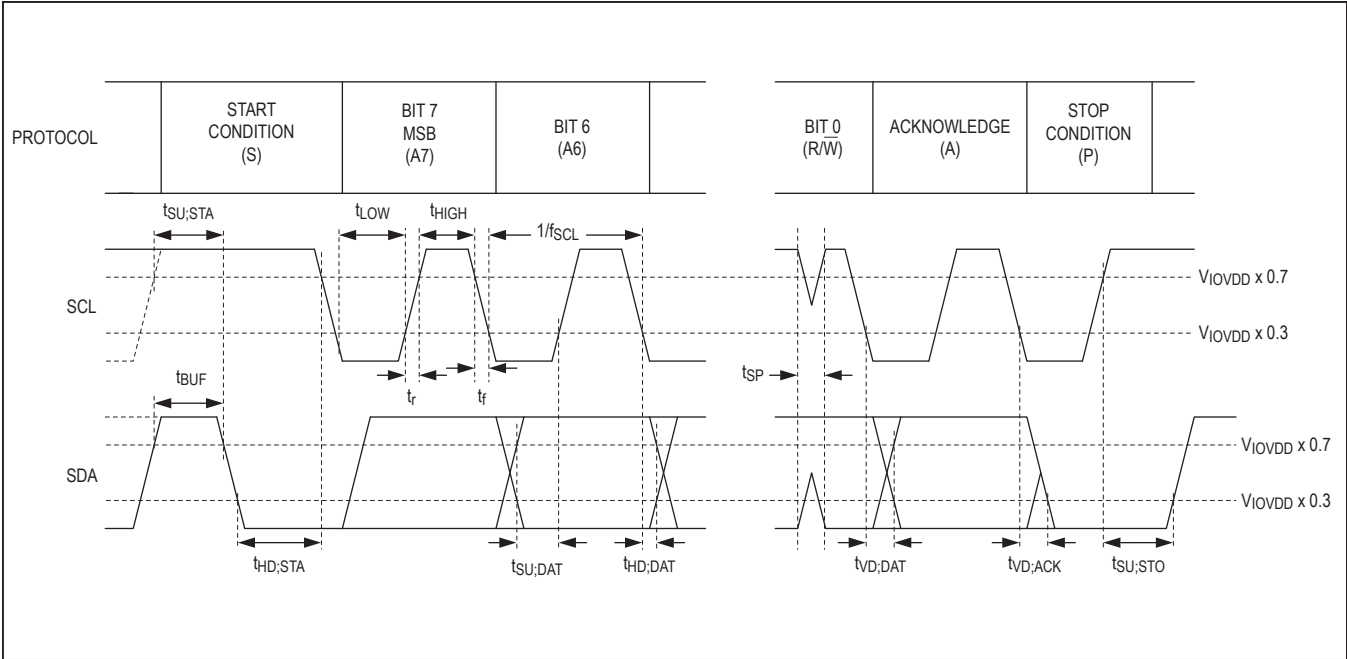 PROTOCOL
START
CONDITION
(S)
BIT 7
MSB
(A7)
BIT 6
(A6)
BIT 0
(R/W̅)
ACKNOWLEDGE
(A)
STOP
CONDITION
(P)
tSU;STA
tLOW
tHIGH
1/fSCL
SCL
VIOVDD x 0.7
VIOVDD x 0.3
tBUF
tr
tf
tSP
SDA
VIOVDD x 0.7
VIOVDD x 0.3
tHD;STA
tSU;DAT
tHD;DAT
tVD;DAT
tVD;ACK
tSU;STO